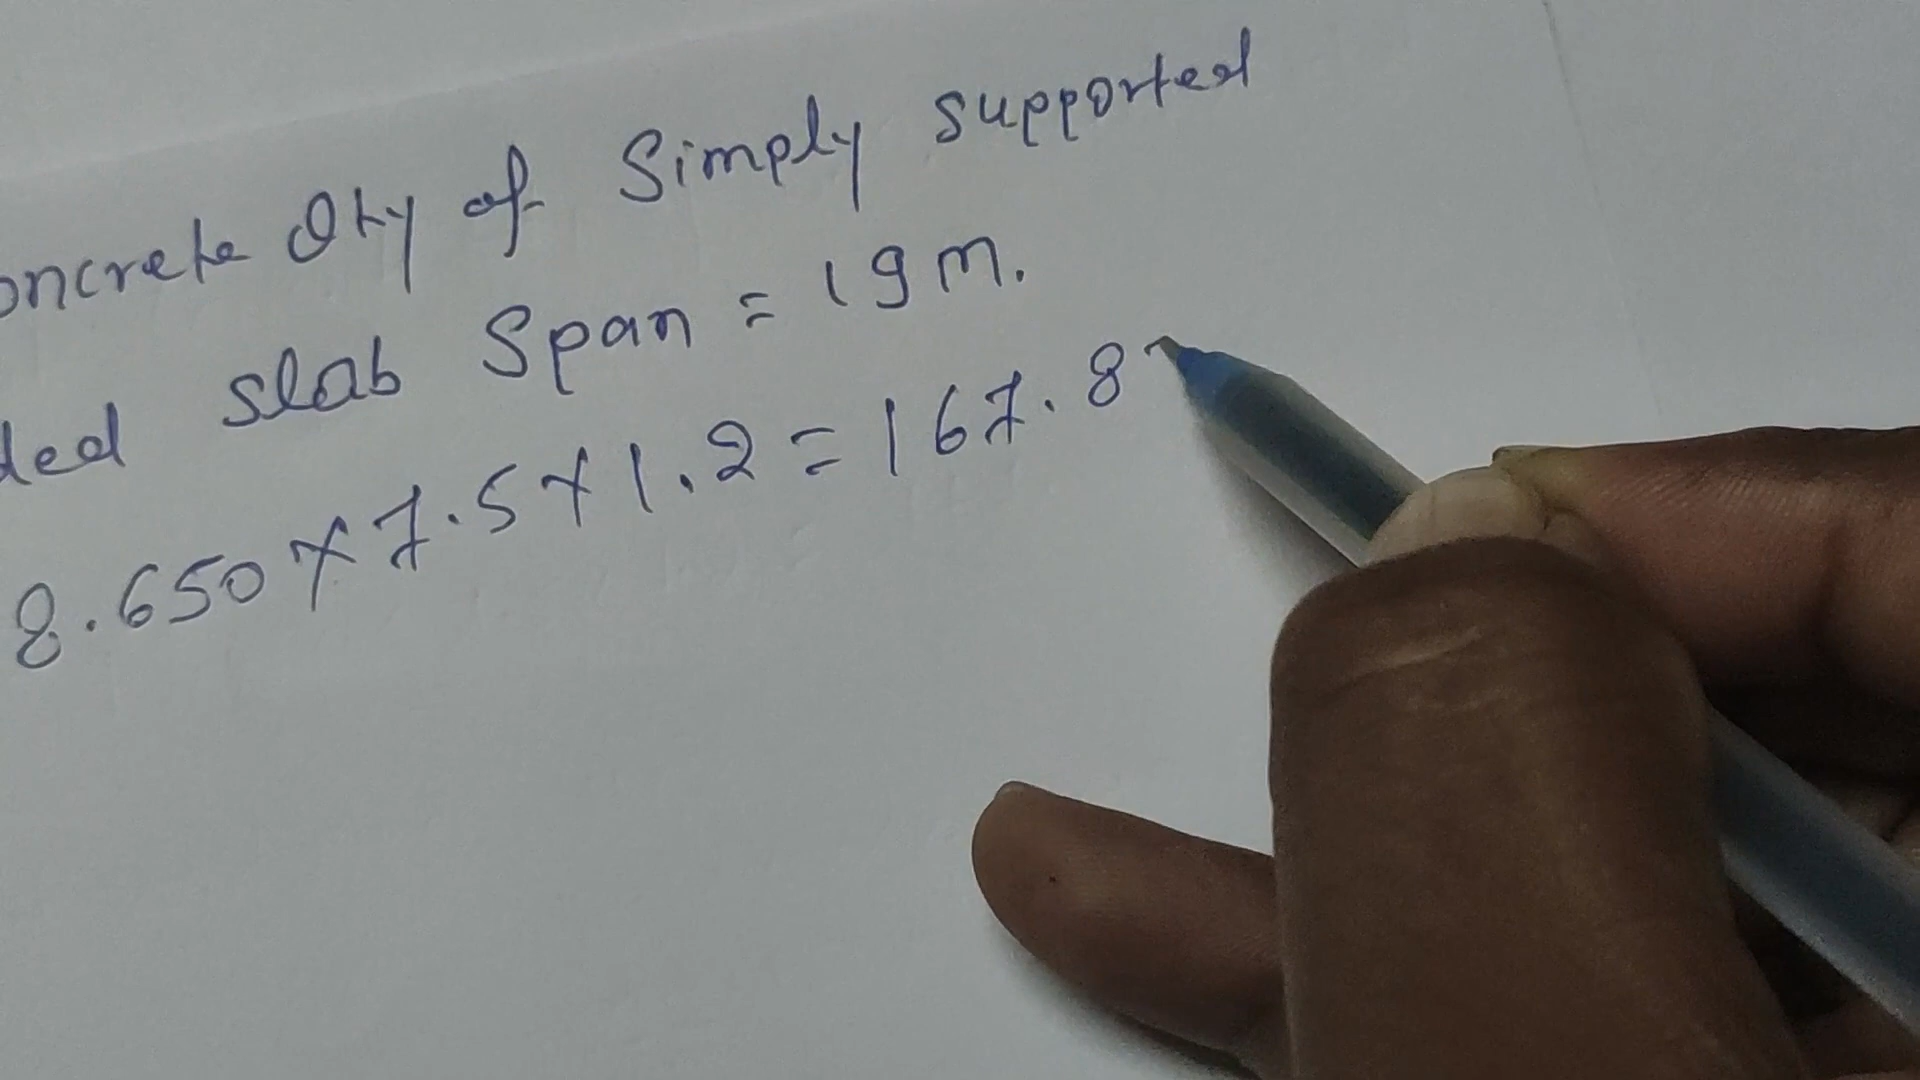 oncrete Qty of Simply supported
ded slab Span = 19m.
8.650 x 7.5 x 1.2 = 167.8